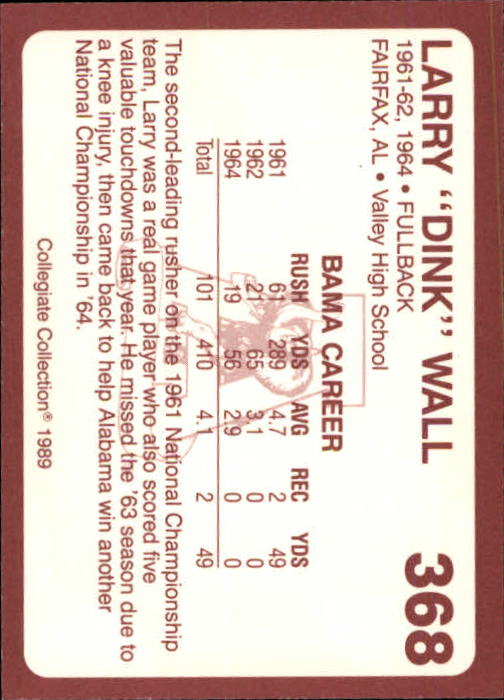 LARRY "DINK" WALL 368
1961-62, 1964 • FULLBACK
FAIRFAX, AL • Valley High School
BAMA CAREER
RUSH YDS AVG REC YDS
1961 61 289 4.7 2 49
1962 21 65 3.1 0 0
1964 19 56 2.9 0 0
Total 101 410 4.1 2 49
The second-leading rusher on the 1961 National Championship
team, Larry was a real game player who also scored five
valuable touchdowns that year. He missed the '63 season due to
a knee injury, then came back to help Alabama win another
National Championship in '64.
Collegiate Collection® 1989